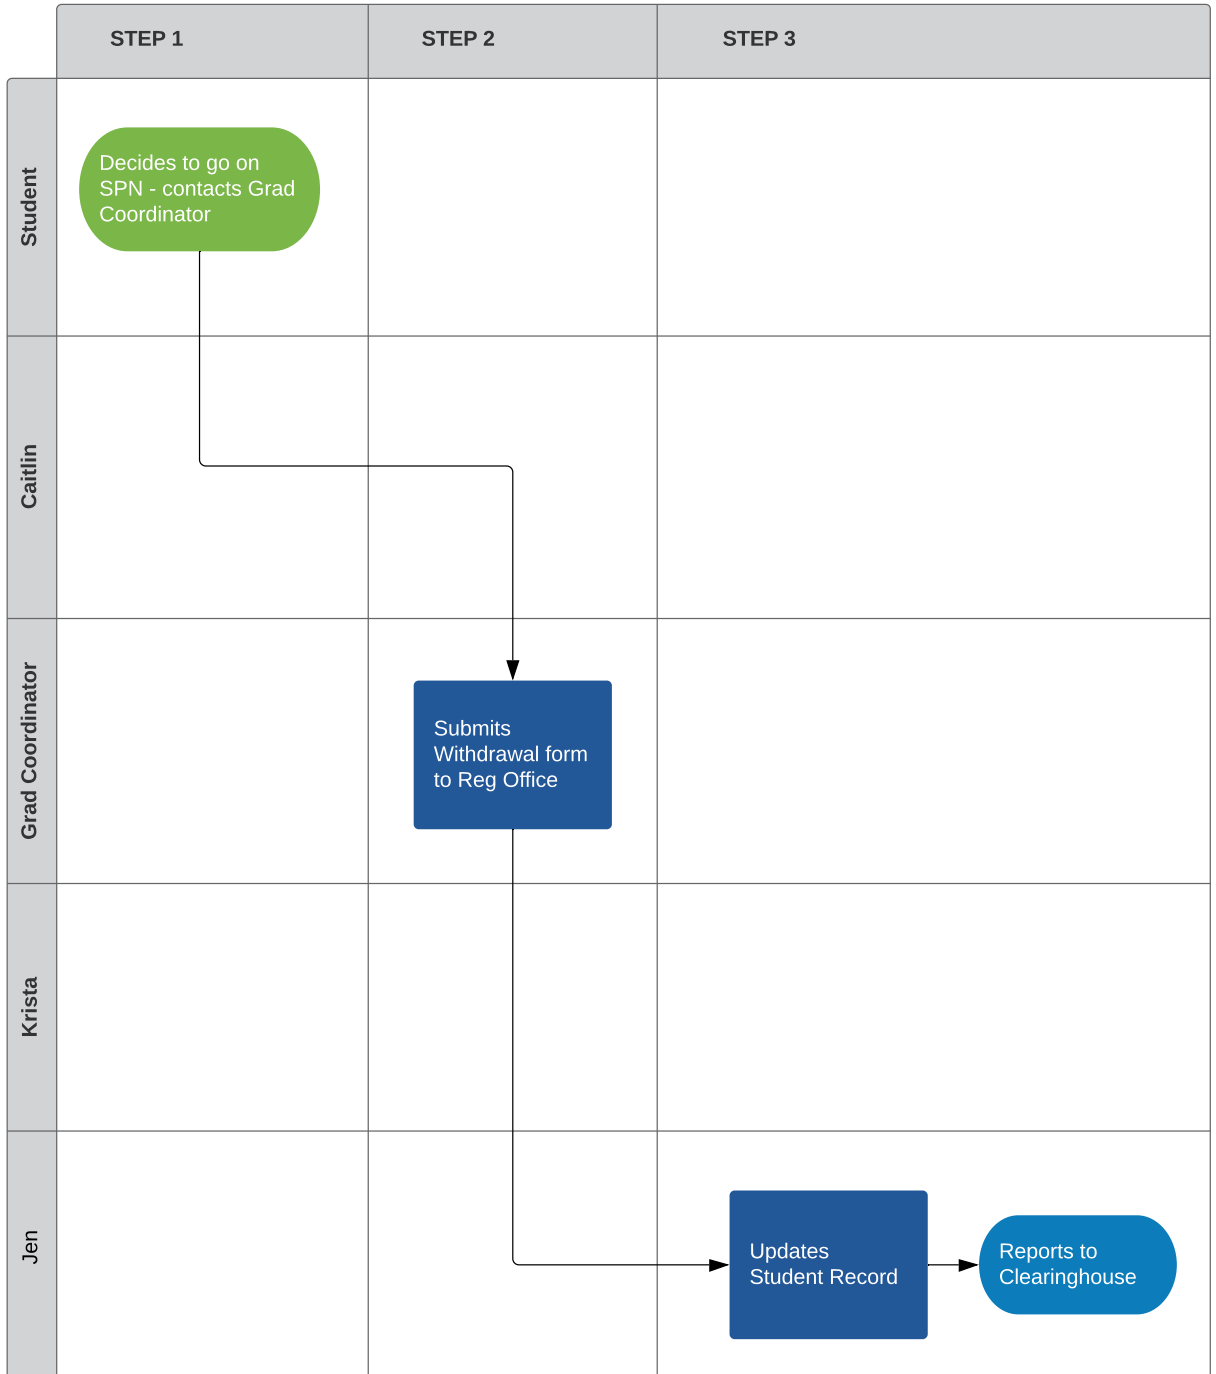 STEP 1
STEP 2
STEP 3
Student
Decides to go on
SPN - contacts Grad
Coordinator
Caitlin
Grad Coordinator
Submits
Withdrawal form
to Reg Office
Krista
Jen
Updates
Student Record
Reports to
Clearinghouse